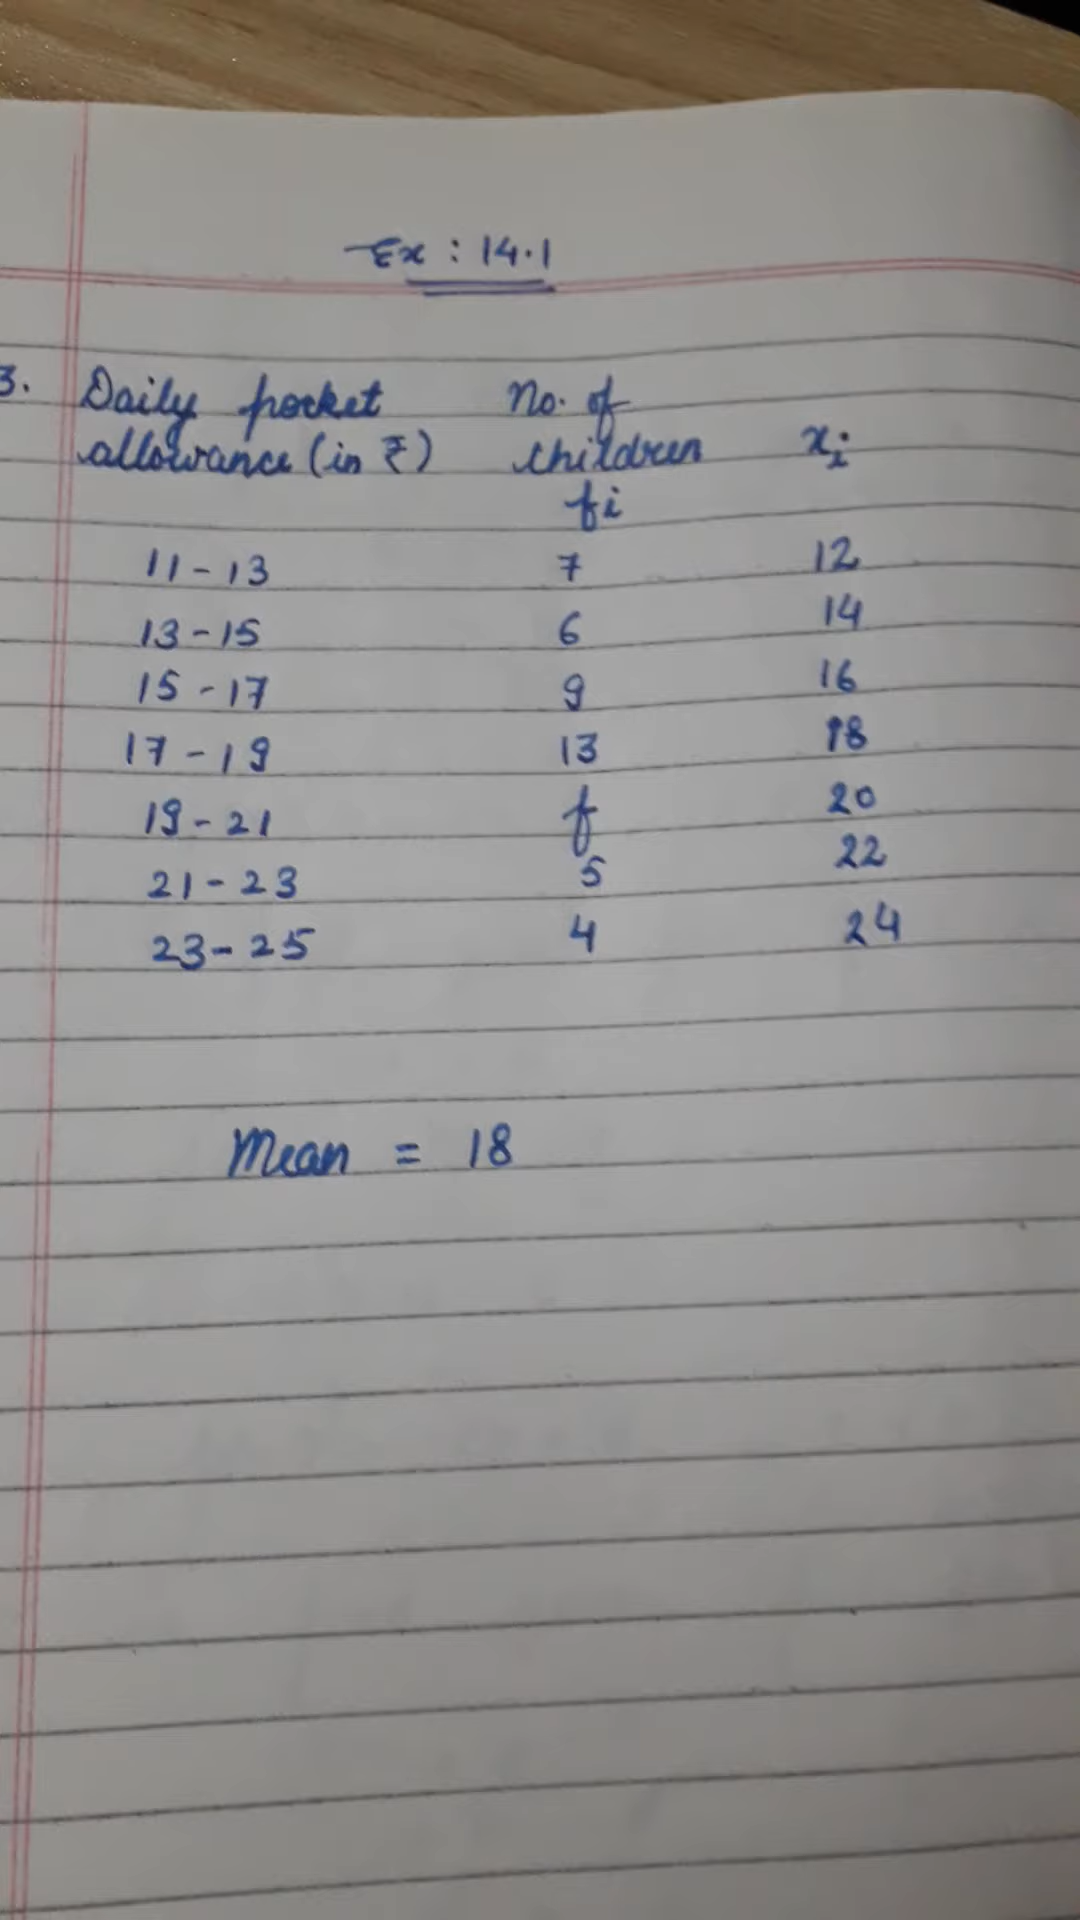 Ex : 14.1
3. Daily pocket No. of
allowance (in ₹) children xi
fi
11 - 13 7 12
13 - 15 6 14
15 - 17 9 16
17 - 19 13 18
19 - 21 f 20
21 - 23 5 22
23 - 25 4 24
Mean = 18